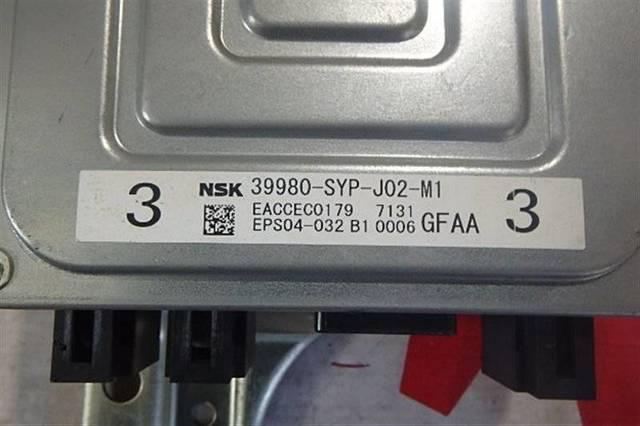 3 NSK 39980-SYP-J02-M1 3
EACCEC0179 7131
EPS04-032 B1 0006 GFAA